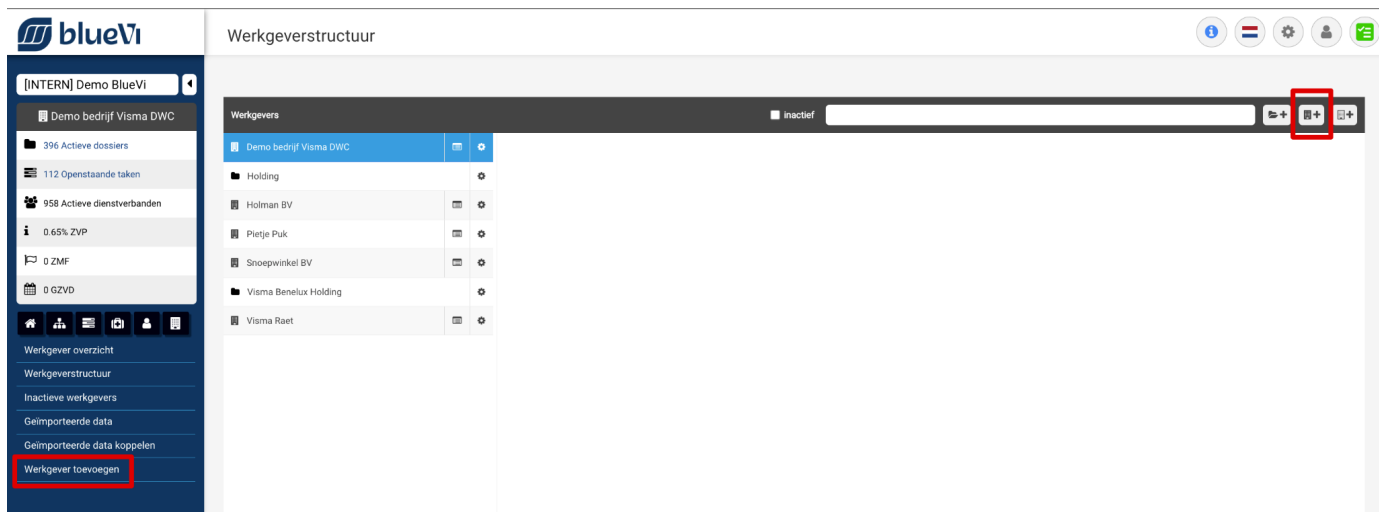 blueVi
Werkgeverstructuur
[INTERN] Demo BlueVi
Demo bedrijf Visma DWC
396 Actieve dossiers
112 Openstaande taken
958 Actieve dienstverbanden
0.65% ZVP
0 ZMF
0 GZVD
Werkgever overzicht
Werkgeverstructuur
Inactieve werkgevers
Geïmporteerde data
Geïmporteerde data koppelen
Werkgever toevoegen
Werkgevers
inactief
Demo bedrijf Visma DWC
Holding
Holman BV
Pietje Puk
Snoepwinkel BV
Visma Benelux Holding
Visma Raet